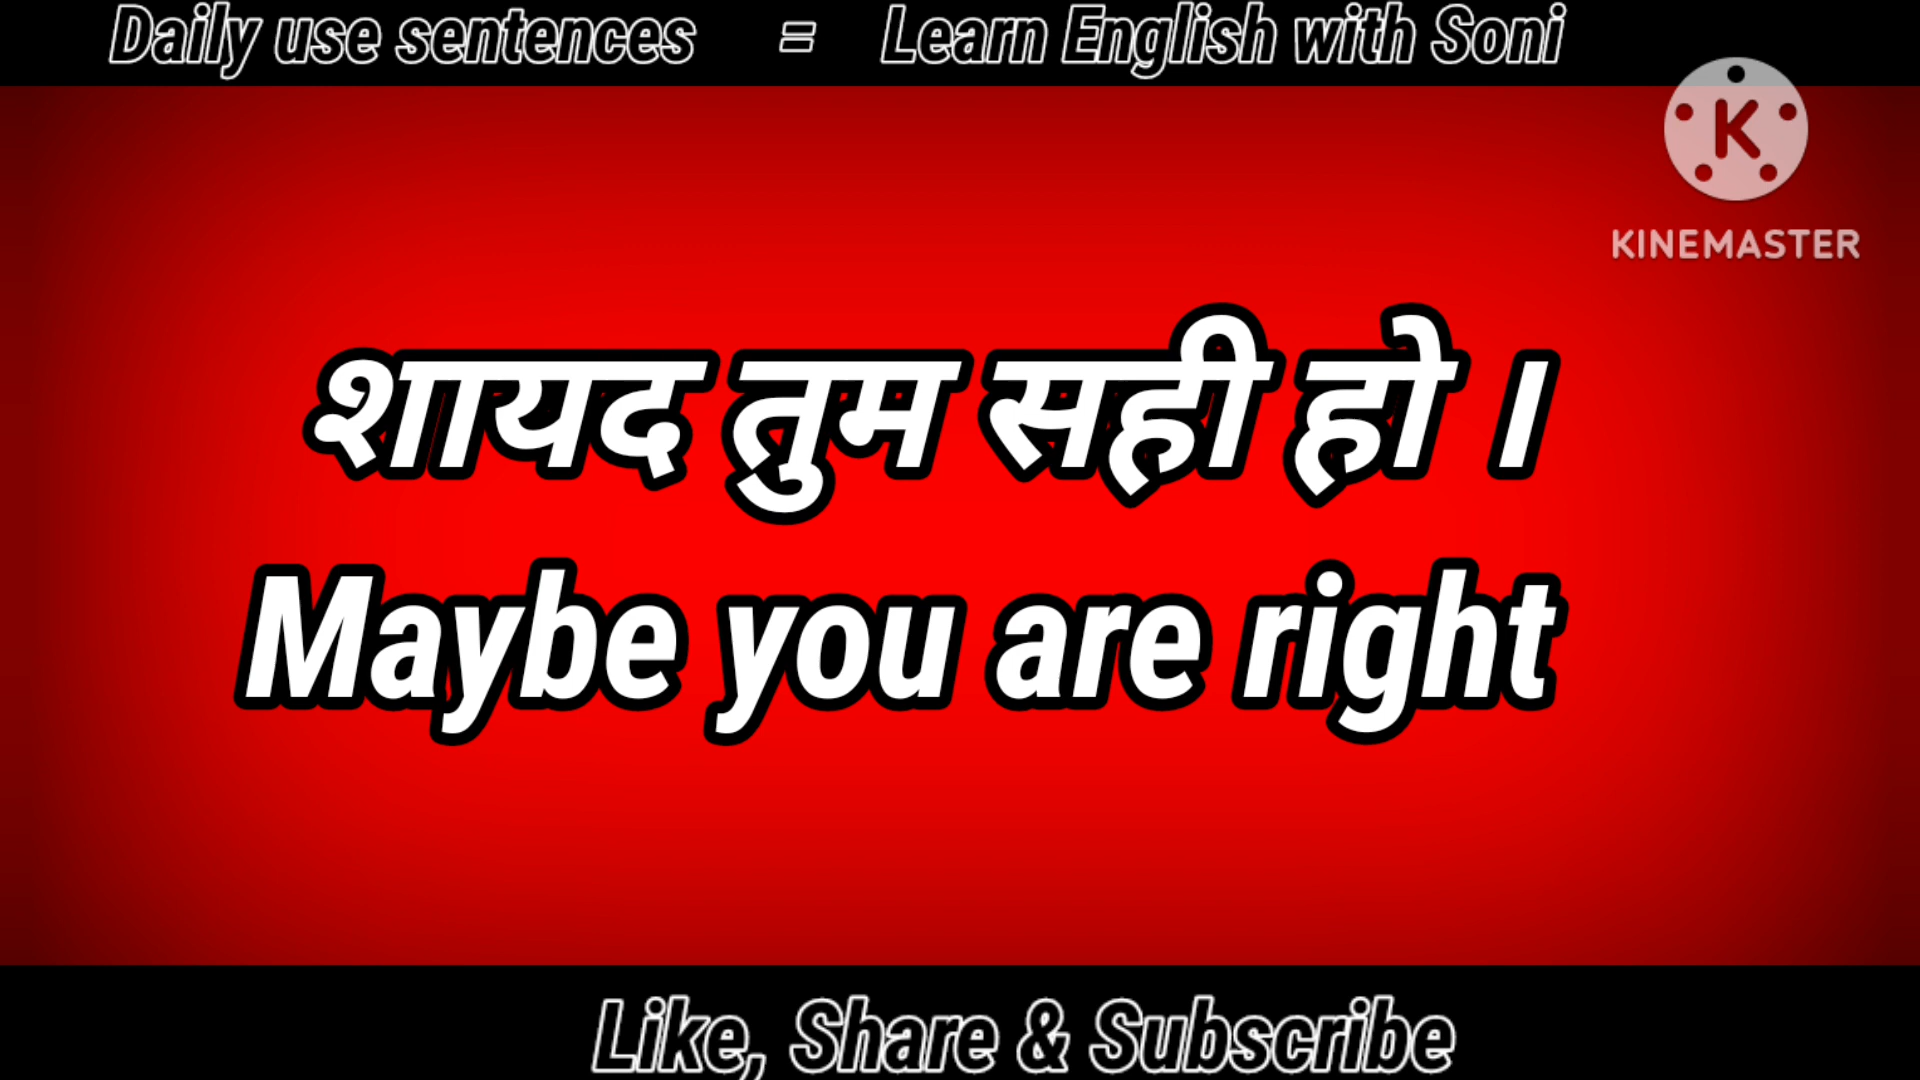 Daily use sentences = Learn English with Soni
K
KINEMASTER
शायद तुम सही हो ।
Maybe you are right
Like, Share & Subscribe